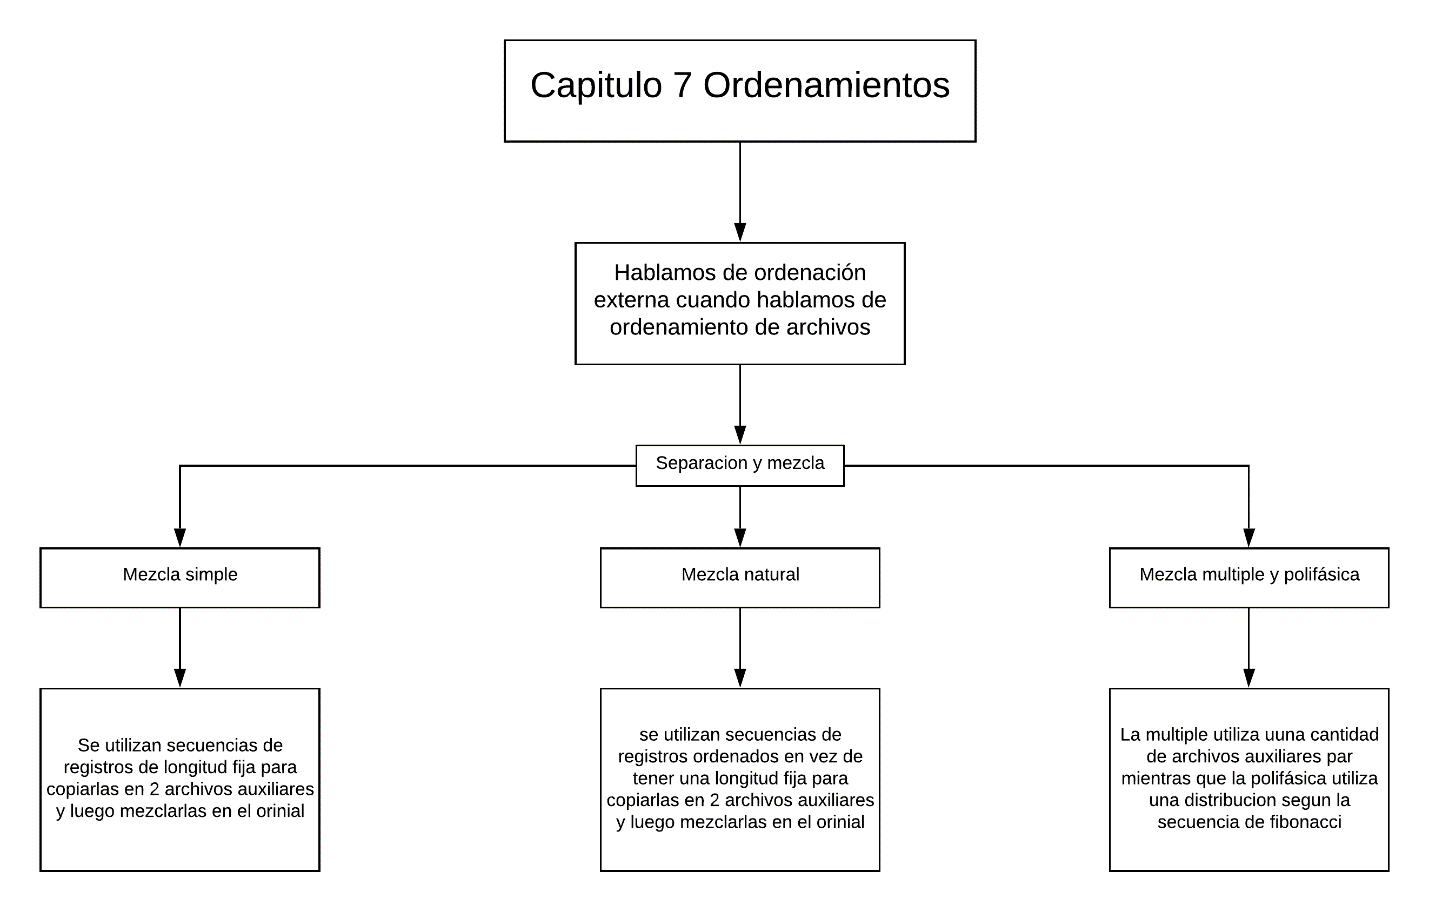 Capitulo 7 Ordenamientos
Hablamos de ordenación
externa cuando hablamos de
ordenamiento de archivos
Separacion y mezcla
Mezcla simple
Mezcla natural
Mezcla multiple y polifásica
Se utilizan secuencias de
registros de longitud fija para
copiarlas en 2 archivos auxiliares
y luego mezclarlas en el orinial
se utilizan secuencias de
registros ordenados en vez de
tener una longitud fija para
copiarlas en 2 archivos auxiliares
y luego mezclarlas en el orinial
La multiple utiliza uuna cantidad
de archivos auxiliares par
mientras que la polifásica utiliza
una distribucion segun la
secuencia de fibonacci